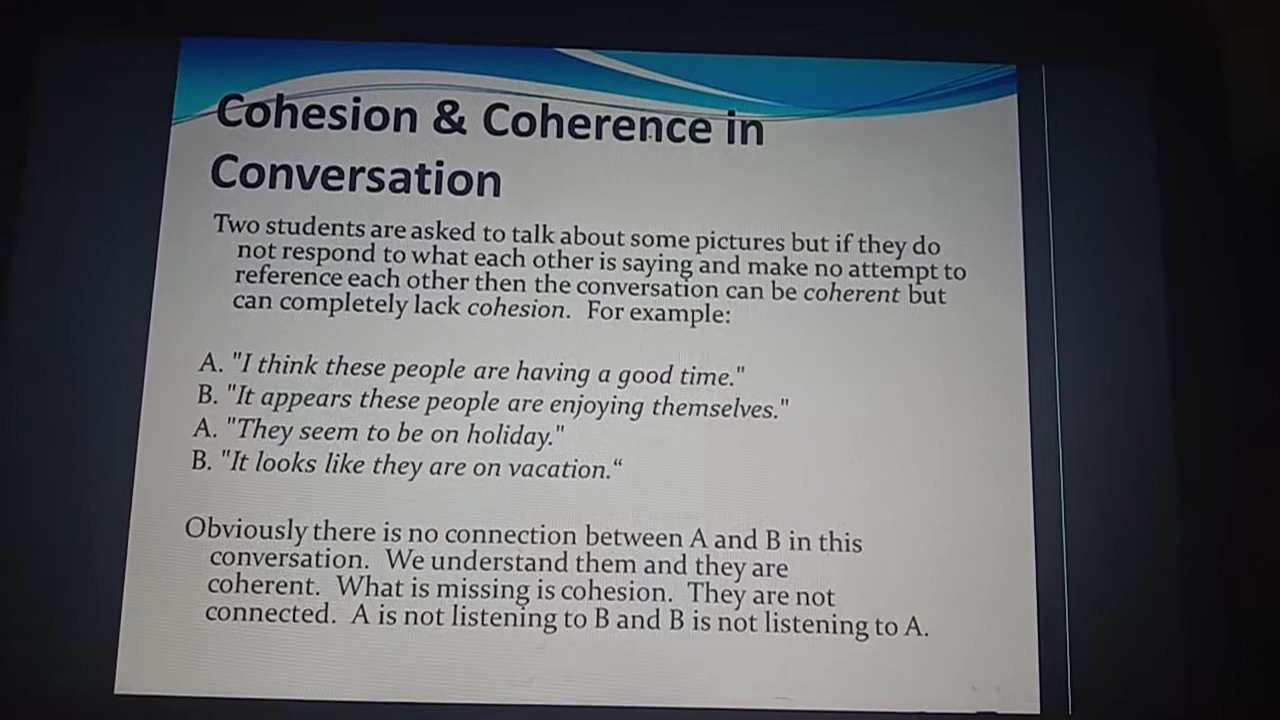 Cohesion & Coherence in
Conversation
Two students are asked to talk about some pictures but if they do
not respond to what each other is saying and make no attempt to
reference each other then the conversation can be coherent but
can completely lack cohesion. For example:
A. "I think these people are having a good time."
B. "It appears these people are enjoying themselves."
A. "They seem to be on holiday."
B. "It looks like they are on vacation.“
Obviously there is no connection between A and B in this
conversation. We understand them and they are
coherent. What is missing is cohesion. They are not
connected. A is not listening to B and B is not listening to A.